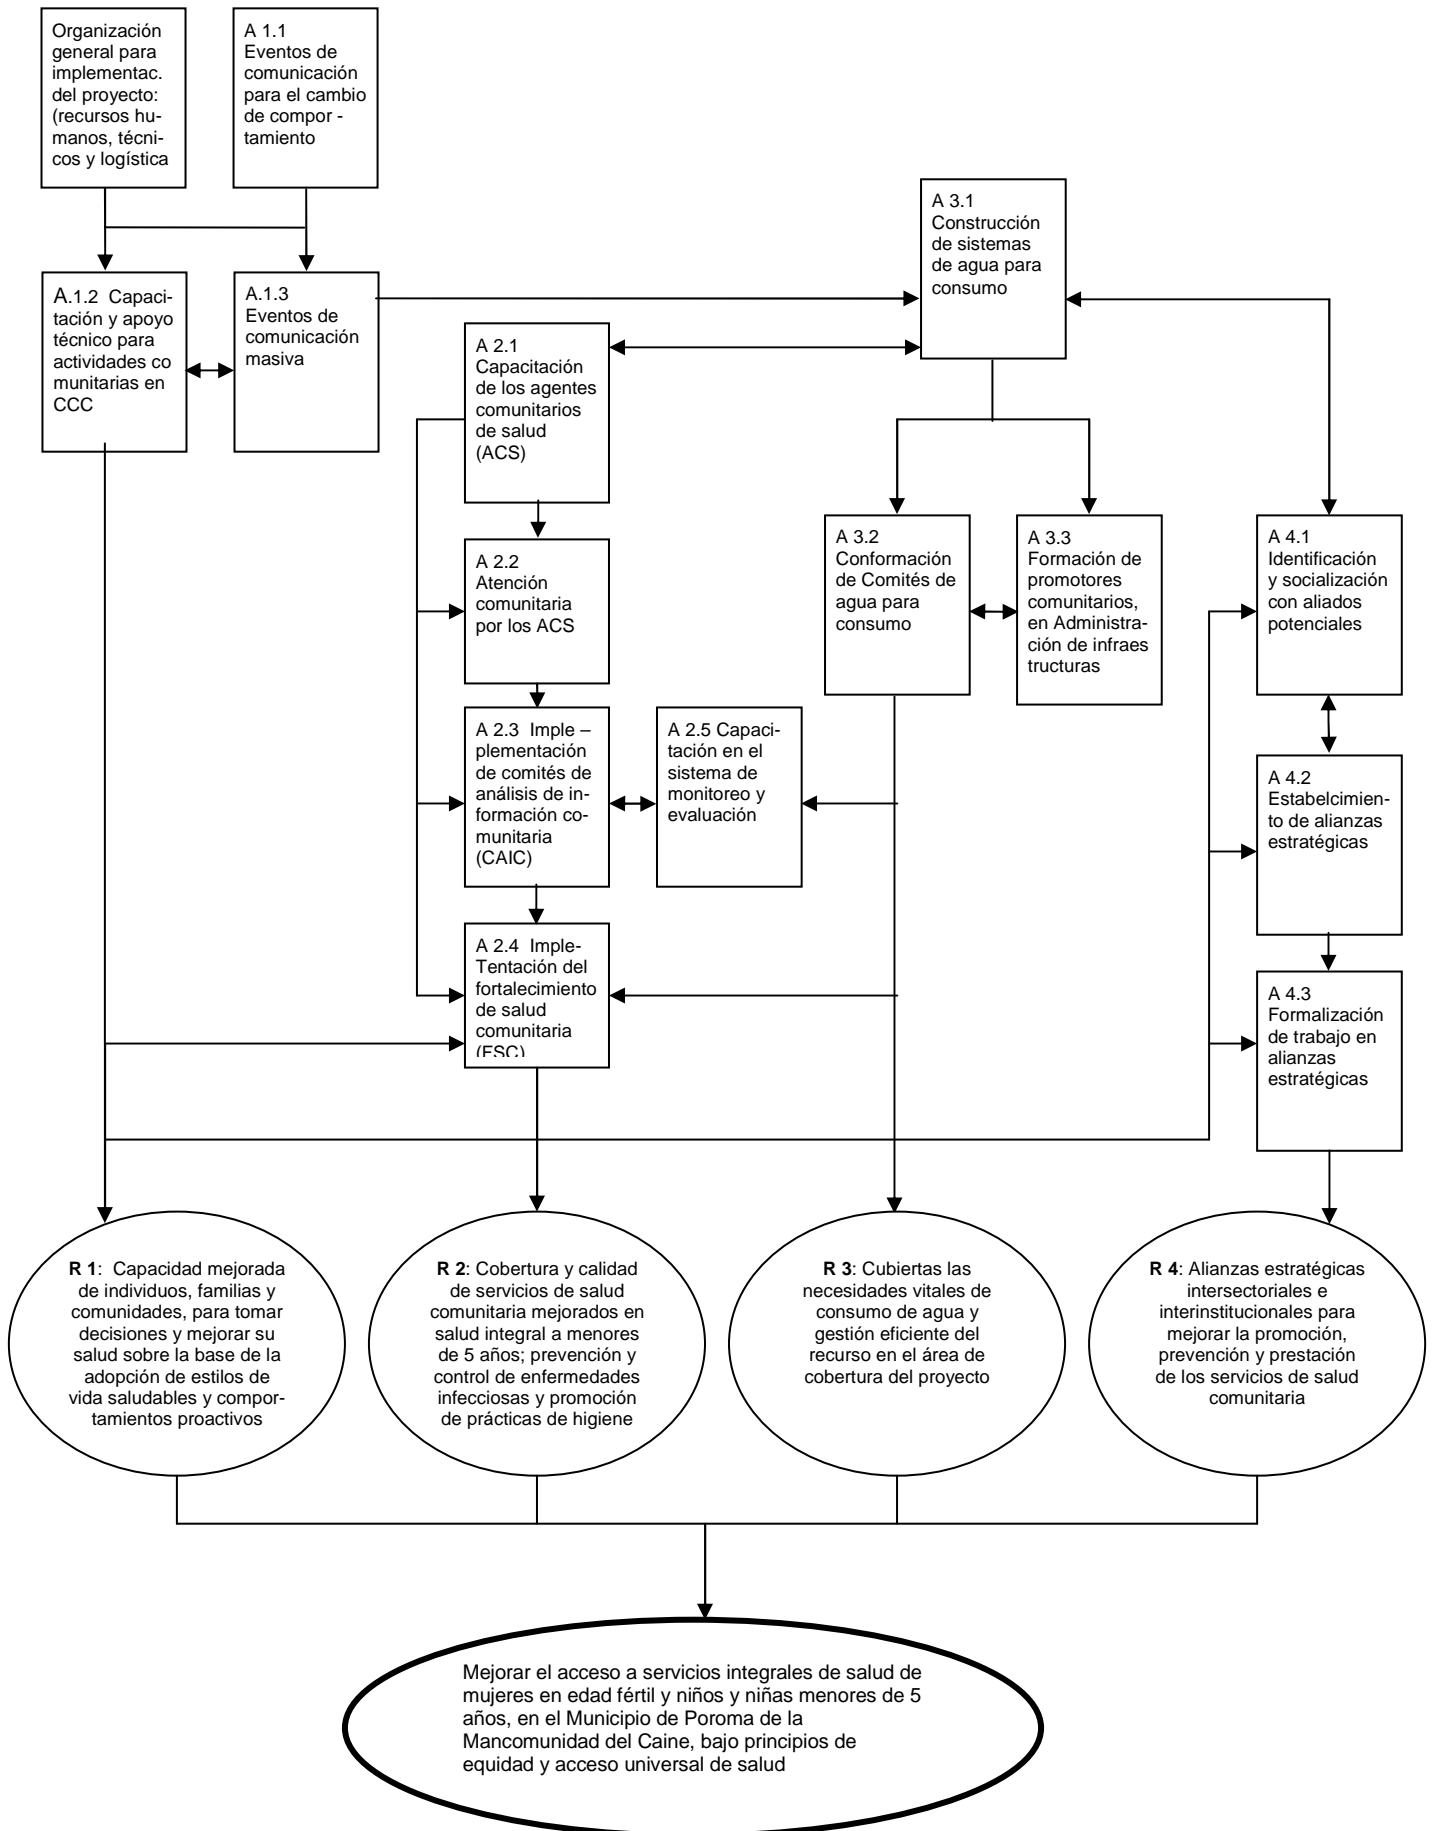 Organización
general para
implementac.
del proyecto:
(recursos hu-
manos, técni-
cos y logística
A 1.1
Eventos de
comunicación
para el cambio
de compor -
tamiento
A 3.1
Construcción
de sistemas
de agua para
consumo
A.1.2 Capaci-
tación y apoyo
técnico para
actividades co
munitarias en
CCC
A.1.3
Eventos de
comunicación
masiva
A 2.1
Capacitación
de los agentes
comunitarios
de salud
(ACS)
A 2.2
Atención
comunitaria
por los ACS
A 3.2
Conformación
de Comités de
agua para
consumo
A 3.3
Formación de
promotores
comunitarios,
en Administra-
ción de infraes
tructuras
A 4.1
Identificación
y socialización
con aliados
potenciales
A 2.3 Imple –
plementación
de comités de
análisis de in-
formación co-
munitaria
(CAIC)
A 2.5 Capaci-
tación en el
sistema de
monitoreo y
evaluación
A 4.2
Estabelcimien-
to de alianzas
estratégicas
A 2.4 Imple-
Tentación del
fortalecimiento
de salud
comunitaria
(FSC)
A 4.3
Formalización
de trabajo en
alianzas
estratégicas
R 1: Capacidad mejorada
de individuos, familias y
comunidades, para tomar
decisiones y mejorar su
salud sobre la base de la
adopción de estilos de
vida saludables y compor-
tamientos proactivos
R 2: Cobertura y calidad
de servicios de salud
comunitaria mejorados en
salud integral a menores
de 5 años; prevención y
control de enfermedades
infecciosas y promoción
de prácticas de higiene
R 3: Cubiertas las
necesidades vitales de
consumo de agua y
gestión eficiente del
recurso en el área de
cobertura del proyecto
R 4: Alianzas estratégicas
intersectoriales e
interinstitucionales para
mejorar la promoción,
prevención y prestación
de los servicios de salud
comunitaria
Mejorar el acceso a servicios integrales de salud de
mujeres en edad fértil y niños y niñas menores de 5
años, en el Municipio de Poroma de la
Mancomunidad del Caine, bajo principios de
equidad y acceso universal de salud